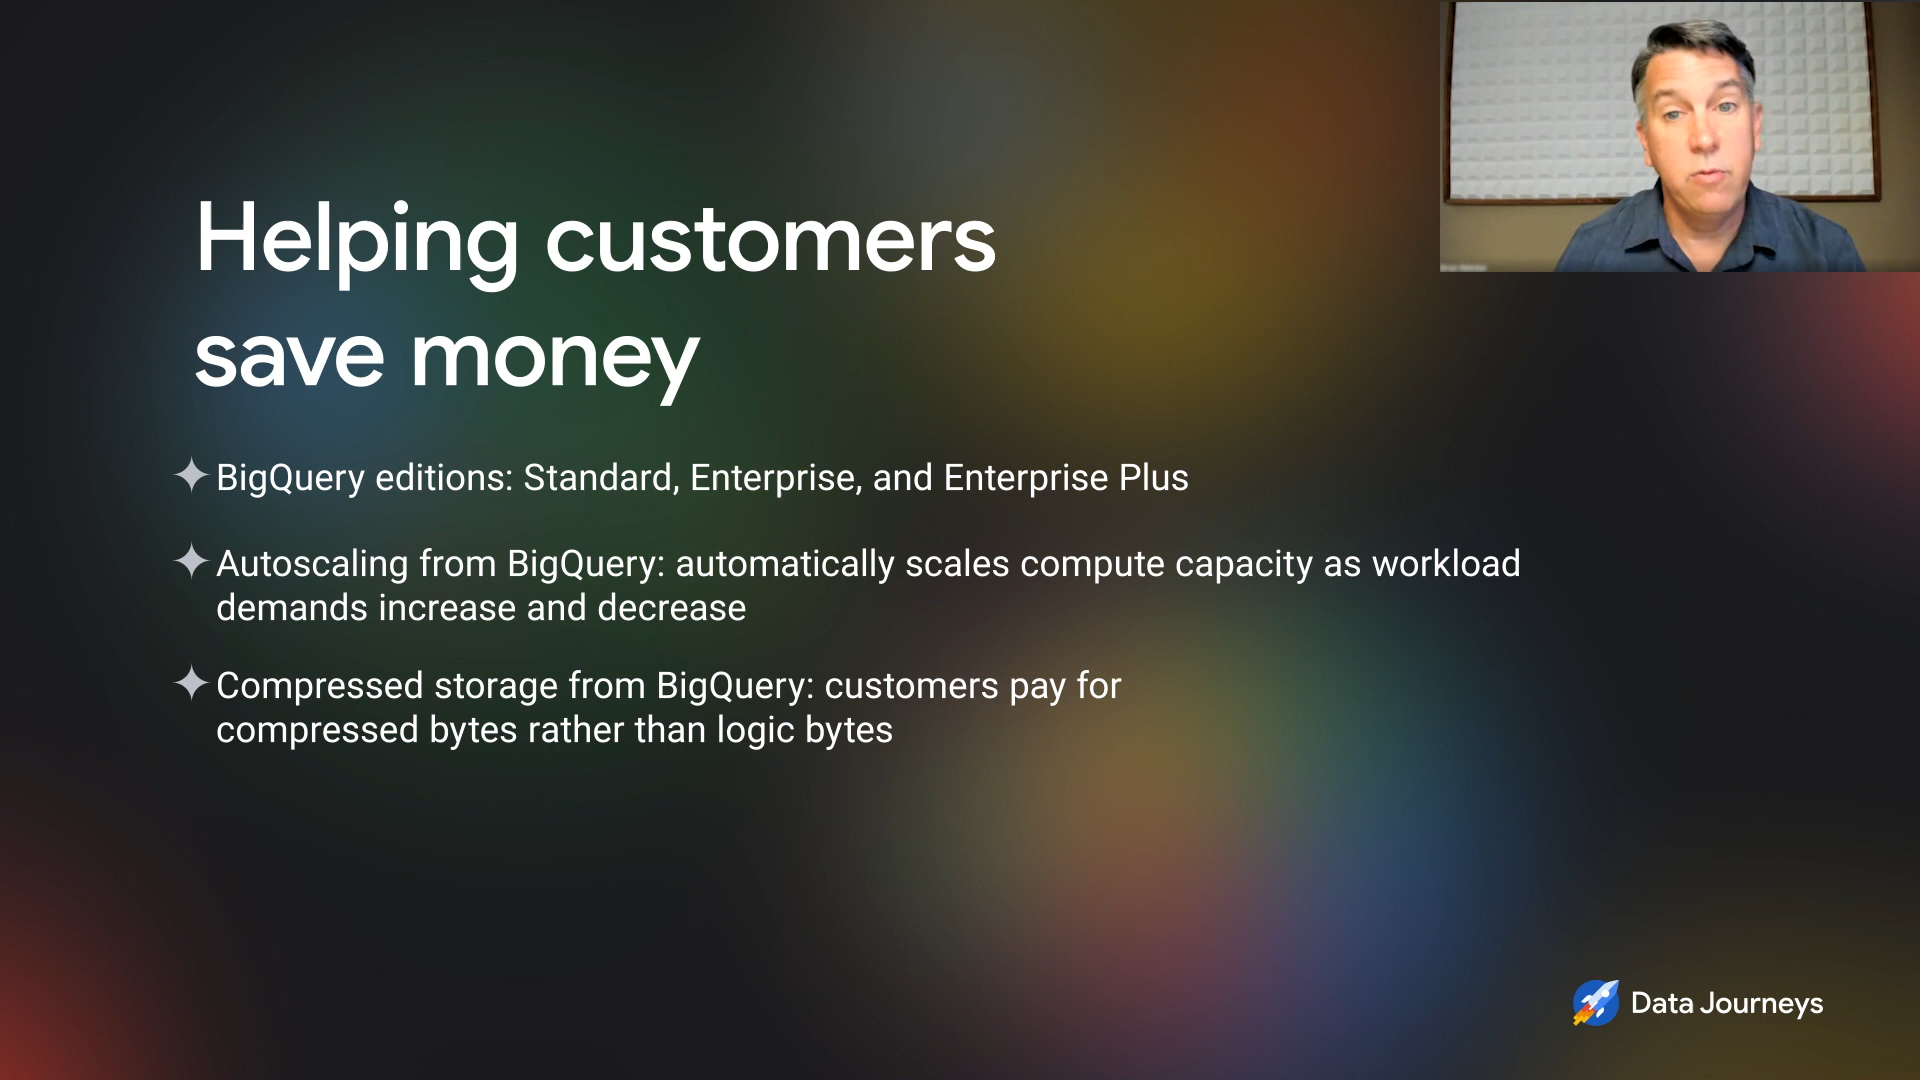 Helping customers
save money
BigQuery editions: Standard, Enterprise, and Enterprise Plus
Autoscaling from BigQuery: automatically scales compute capacity as workload
demands increase and decrease
Compressed storage from BigQuery: customers pay for
compressed bytes rather than logic bytes
Data Journeys